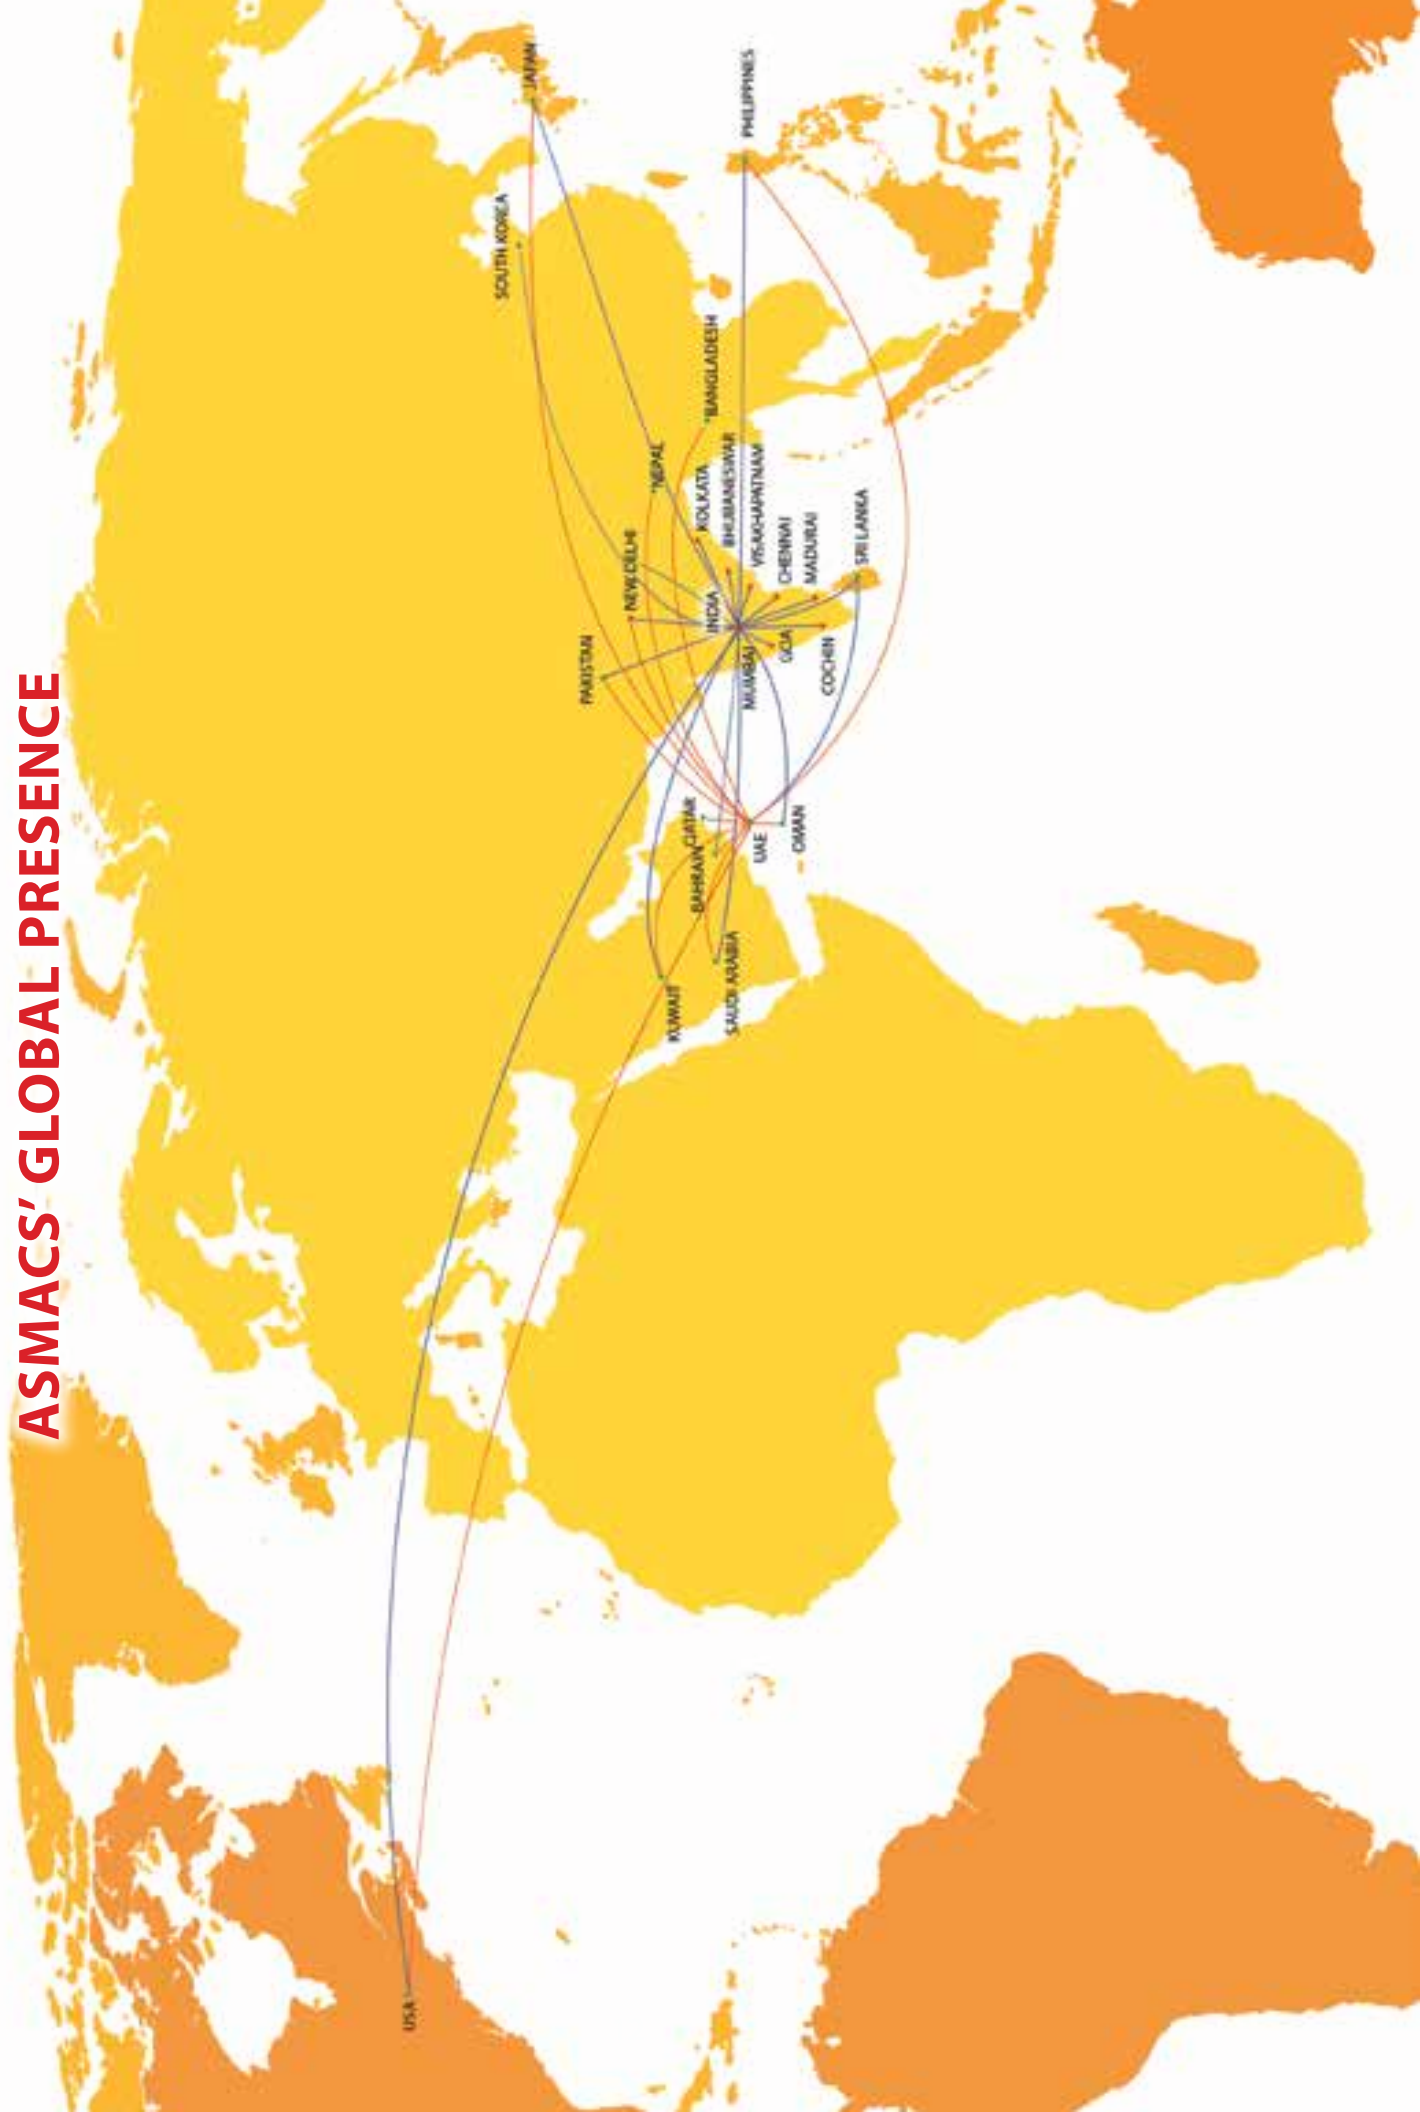 ASMACS' GLOBAL PRESENCE
USA
KUWAIT
SAUDI ARABIA
BAHRAIN
QATAR
UAE
OMAN
PAKISTAN
NEW DELHI
INDIA
MUMBAI
GOA
COCHIN
*NEPAL
KOLKATA
BHUBANESWAR
VISAKHAPATNAM
CHENNAI
MADURAI
SRI LANKA
*BANGLADESH
SOUTH KOREA
JAPAN
PHILIPPINES